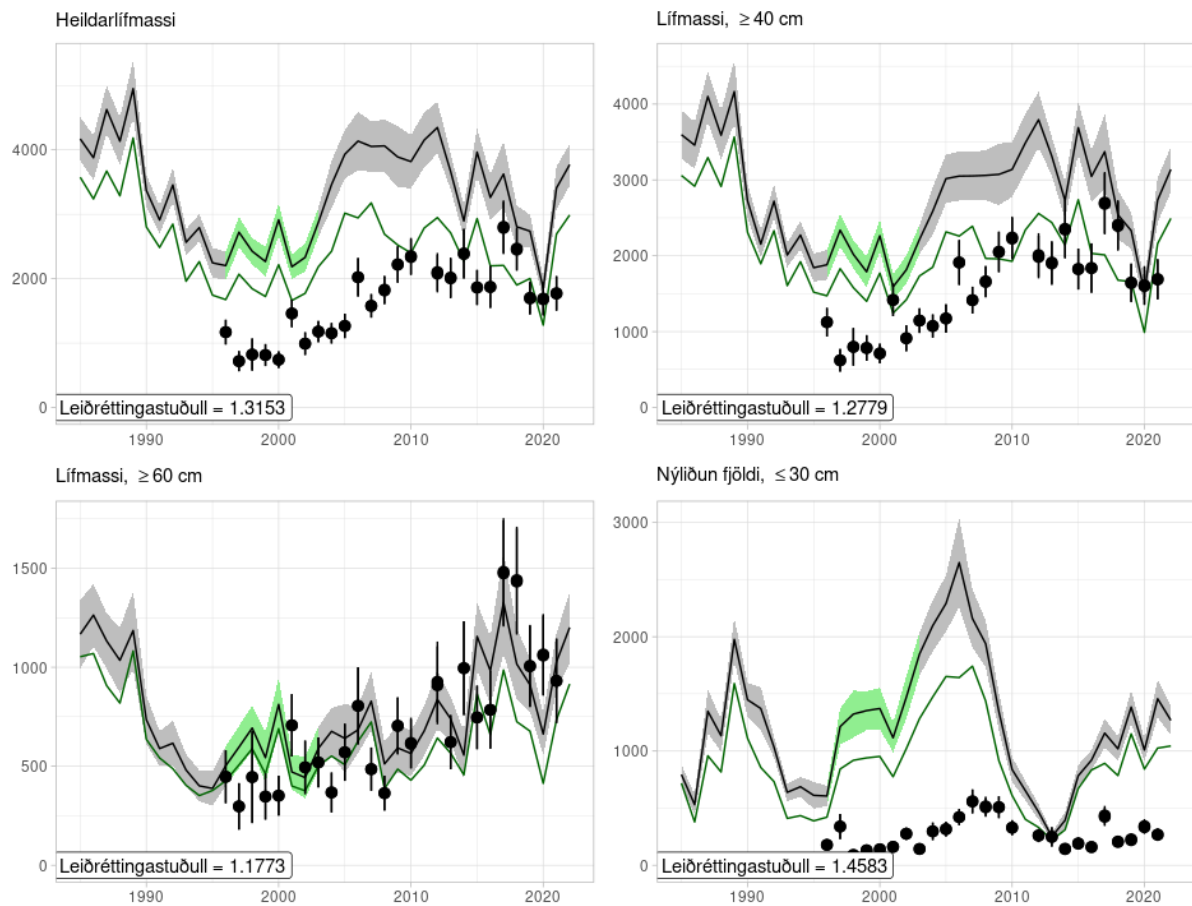 Heildarlífmassi
4000
2000
0
Leiðréttingastuðull = 1.3153
1990 2000 2010 2020
Lífmassi, ≥ 40 cm
4000
3000
2000
1000
0
Leiðréttingastuðull = 1.2779
1990 2000 2010 2020
Lífmassi, ≥ 60 cm
1500
1000
500
0
Leiðréttingastuðull = 1.1773
1990 2000 2010 2020
Nýliðun fjöldi, ≤ 30 cm
3000
2000
1000
0
Leiðréttingastuðull = 1.4583
1990 2000 2010 2020